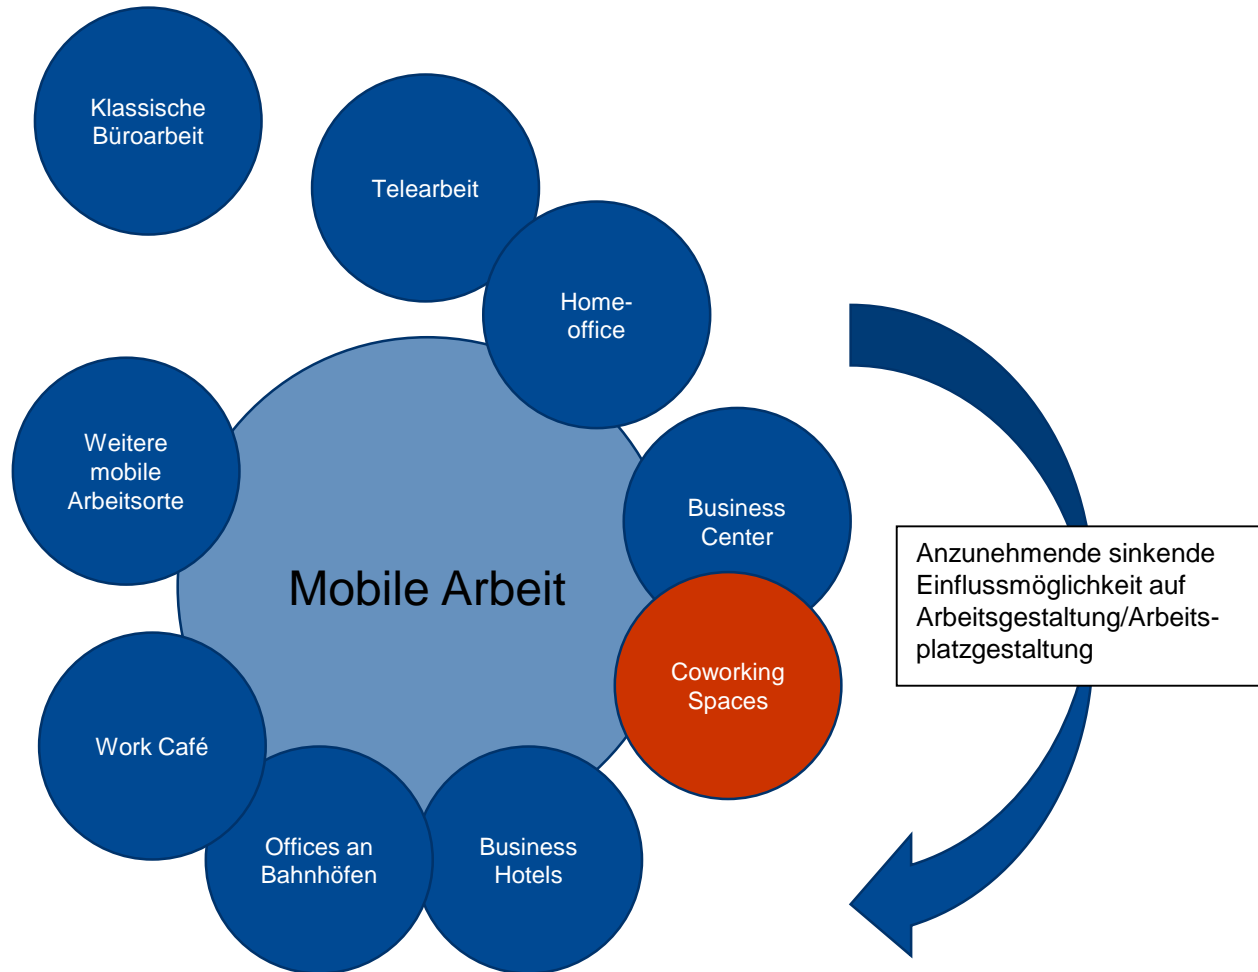 Klassische
Büroarbeit
Telearbeit
Home-
office
Weitere
mobile
Arbeitsorte
Business
Center
Mobile Arbeit
Anzunehmende sinkende
Einflussmöglichkeit auf
Arbeitsgestaltung/Arbeits-
platzgestaltung
Coworking
Spaces
Work Café
Offices an
Bahnhöfen
Business
Hotels